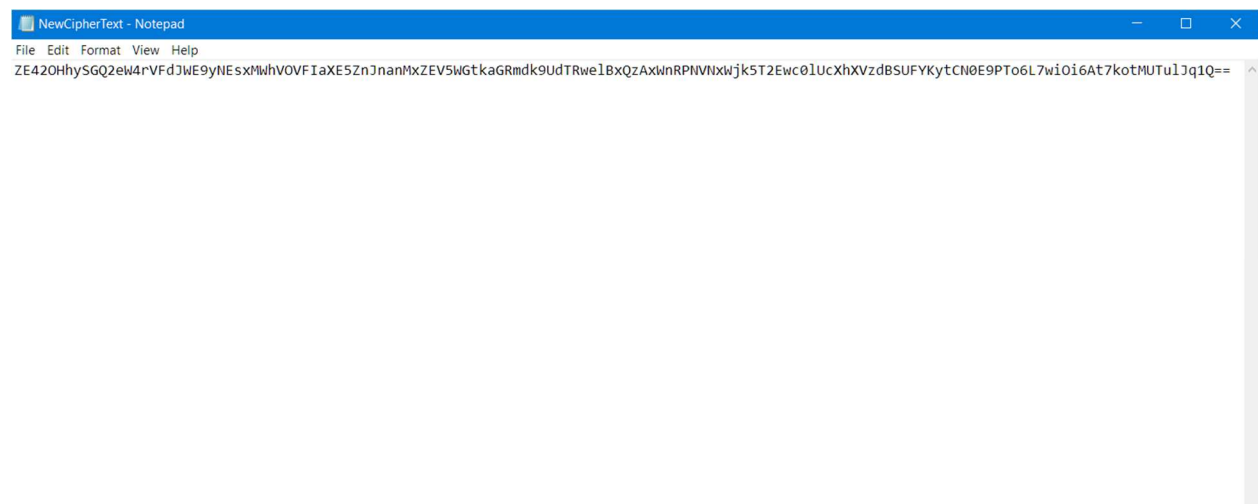 NewCipherText - Notepad
File Edit Format View Help
ZE42OHhySGQ2eW4rVFdJWE9yNEsxMWhVOVFIaXE5ZnJnanMxZEV5WGtkaGRmdk9UdTRwelBxQzAxWnRPNVNxWjk5T2Ewc0lUcXhXVzdBSUFYKytCN0E9PTo6L7wiOi6At7kotMUTulJq1Q==